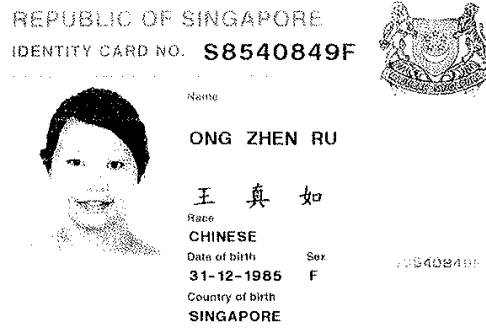 REPUBLIC OF SINGAPORE
IDENTITY CARD NO. S8540849F
Name
ONG ZHEN RU
王真如
Race
CHINESE
Date of birth Sex
31-12-1985 F
Country of birth
SINGAPORE